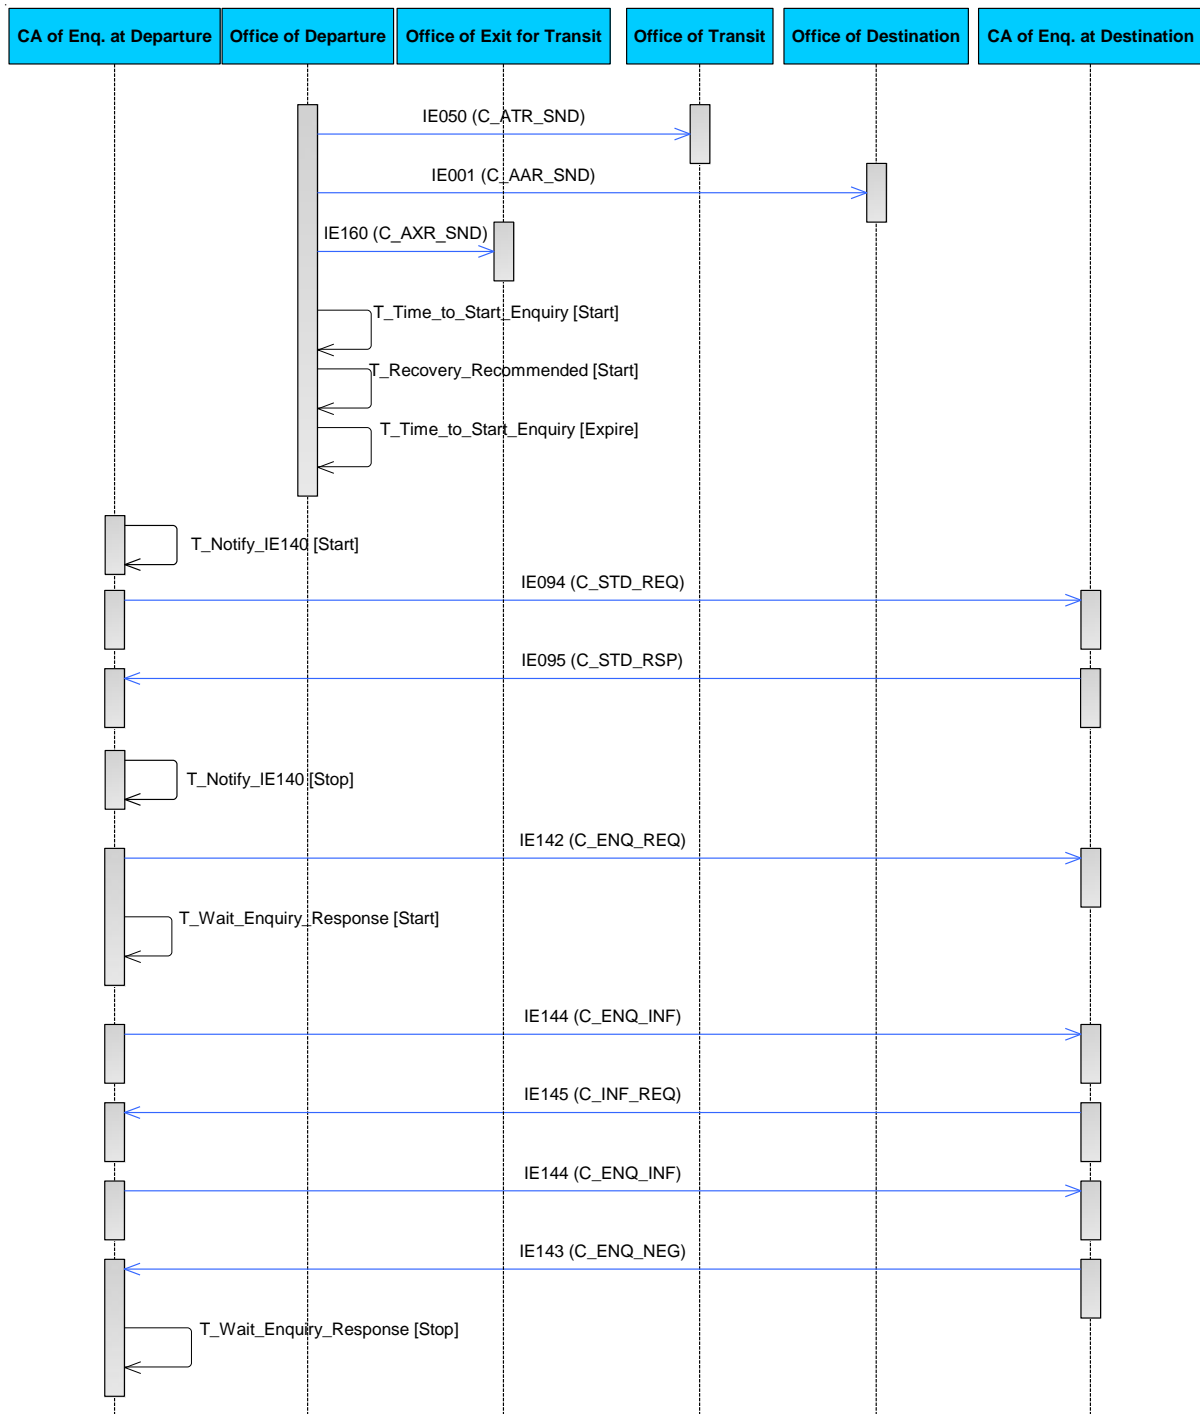 CA of Enq. at Departure
Office of Departure
Office of Exit for Transit
Office of Transit
Office of Destination
CA of Enq. at Destination
IE050 (C_ATR_SND)
IE001 (C_AAR_SND)
IE160 (C_AXR_SND)
T_Time_to_Start_Enquiry [Start]
T_Recovery_Recommended [Start]
T_Time_to_Start_Enquiry [Expire]
T_Notify_IE140 [Start]
IE094 (C_STD_REQ)
IE095 (C_STD_RSP)
T_Notify_IE140 [Stop]
IE142 (C_ENQ_REQ)
T_Wait_Enquiry_Response [Start]
IE144 (C_ENQ_INF)
IE145 (C_INF_REQ)
IE144 (C_ENQ_INF)
IE143 (C_ENQ_NEG)
T_Wait_Enquiry_Response [Stop]